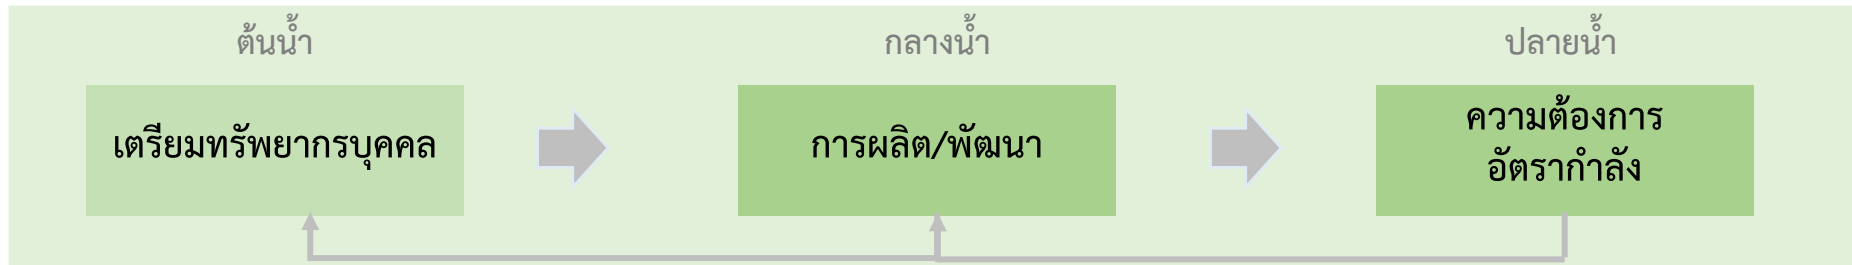 ต้นน้ำ
กลางน้ำ
ปลายน้ำ
เตรียมทรัพยากรบุคคล
การผลิต/พัฒนา
ความต้องการ
อัตรากำลัง